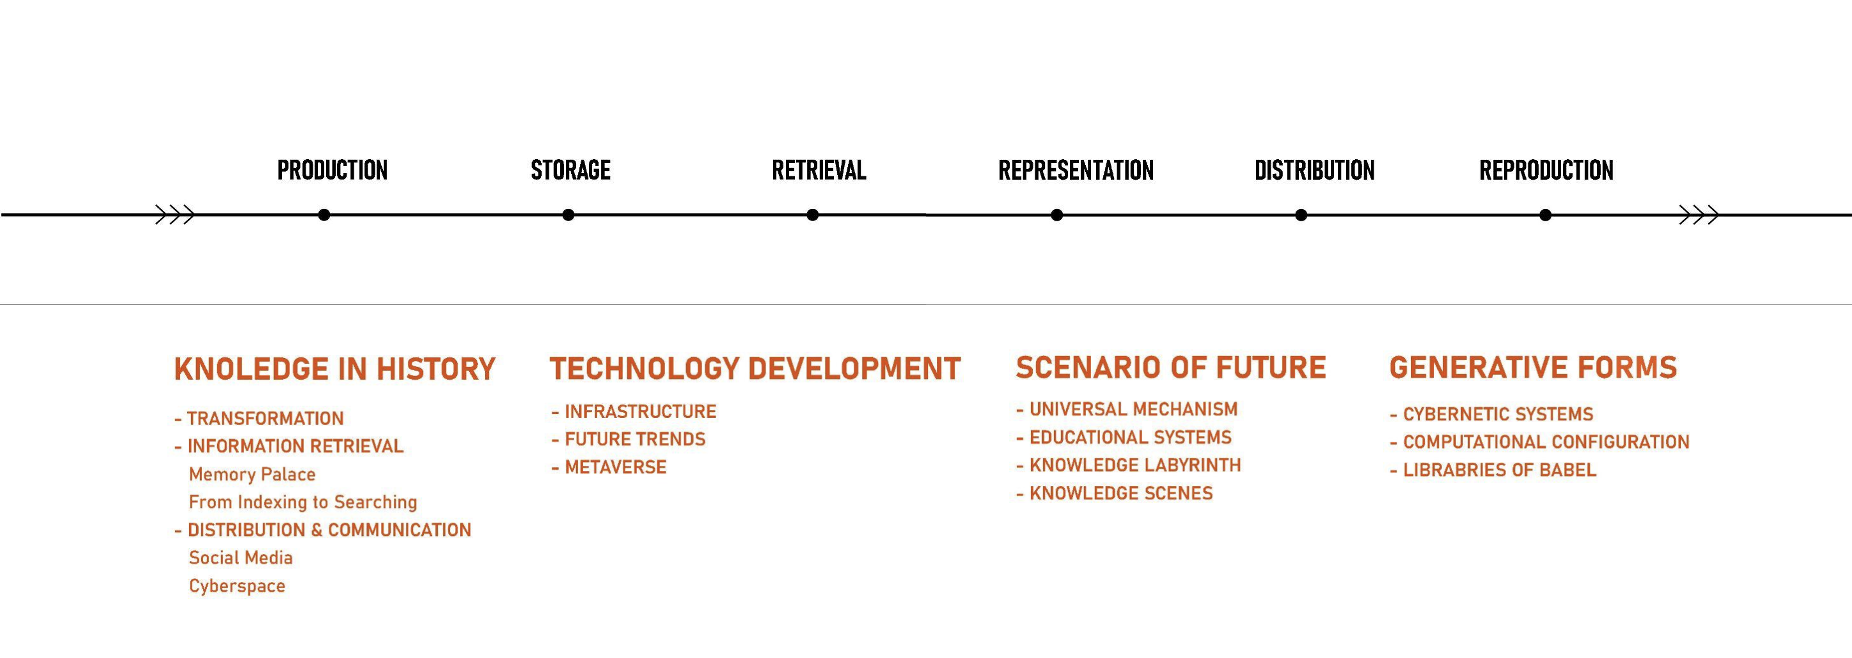 PRODUCTION
STORAGE
RETRIEVAL
REPRESENTATION
DISTRIBUTION
REPRODUCTION
KNOLEDGE IN HISTORY
- TRANSFORMATION
- INFORMATION RETRIEVAL
Memory Palace
From Indexing to Searching
- DISTRIBUTION & COMMUNICATION
Social Media
Cyberspace
TECHNOLOGY DEVELOPMENT
- INFRASTRUCTURE
- FUTURE TRENDS
- METAVERSE
SCENARIO OF FUTURE
- UNIVERSAL MECHANISM
- EDUCATIONAL SYSTEMS
- KNOWLEDGE LABYRINTH
- KNOWLEDGE SCENES
GENERATIVE FORMS
- CYBERNETIC SYSTEMS
- COMPUTATIONAL CONFIGURATION
- LIBRABRIES OF BABEL